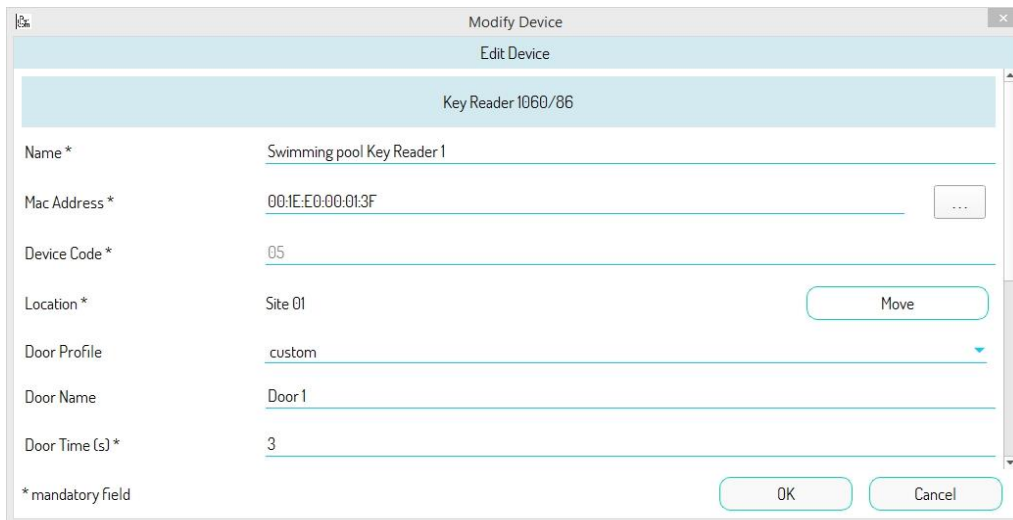 Modify Device
Edit Device
Key Reader 1060/86
Name * Swimming pool Key Reader 1
Mac Address * 00:1E:E0:00:01:3F ...
Device Code * 05
Location * Site 01 Move
Door Profile custom
Door Name Door 1
Door Time (s) * 3
* mandatory field OK Cancel